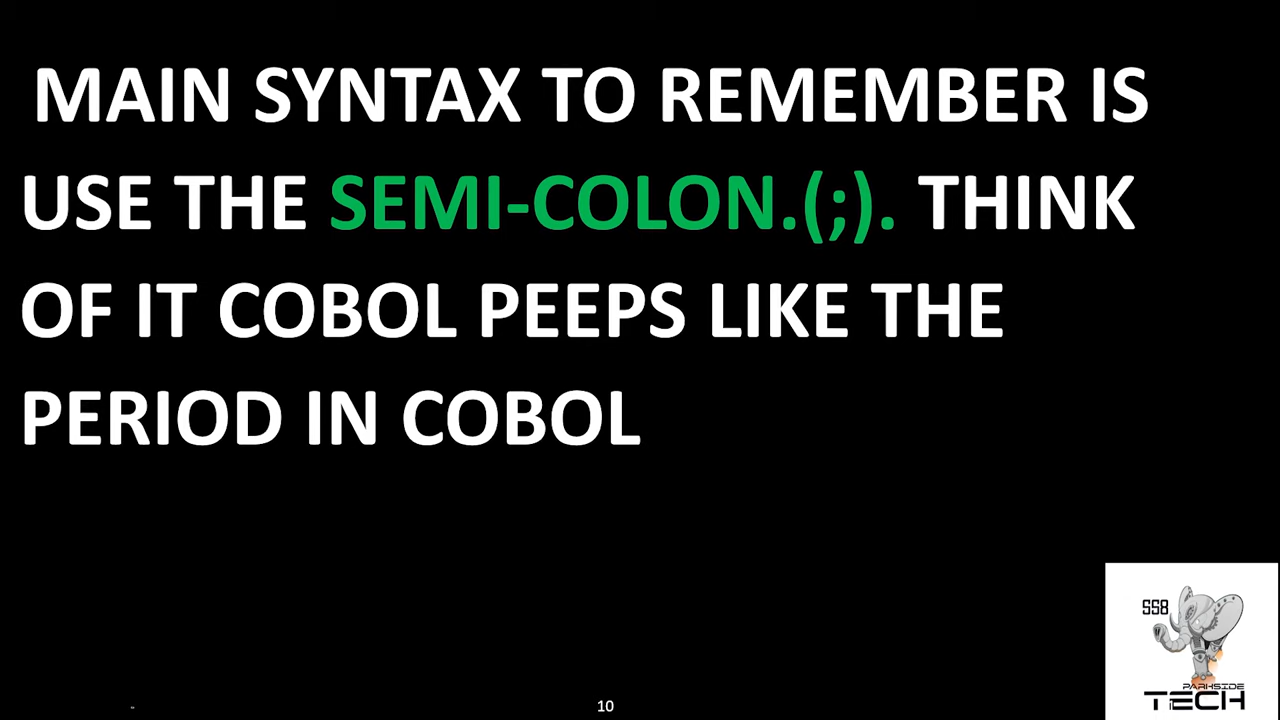 MAIN SYNTAX TO REMEMBER IS
USE THE SEMI-COLON.(;). THINK
OF IT COBOL PEEPS LIKE THE
PERIOD IN COBOL
SS8
PARKSIDE
TECH
-
10